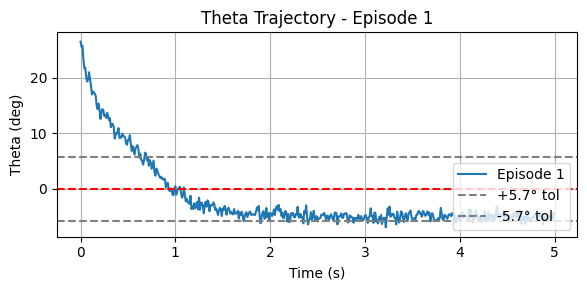 Theta Trajectory - Episode 1
Theta (deg)
20
10
0
Episode 1
+5.7° tol
-5.7° tol
0 1 2 3 4 5
Time (s)